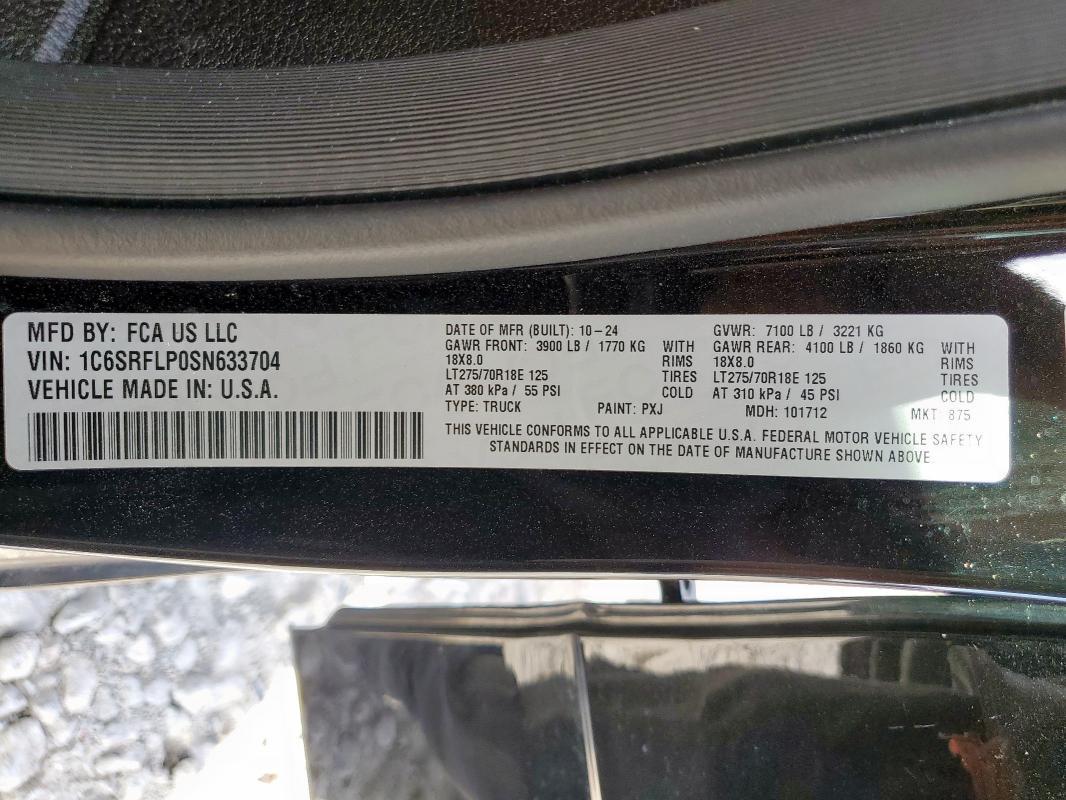 MFD BY: FCA US LLC
VIN: 1C6SRFLP0SN633704
VEHICLE MADE IN: U.S.A.
DATE OF MFR (BUILT): 10-24 GVWR: 7100 LB / 3221 KG
GAWR FRONT: 3900 LB / 1770 KG WITH GAWR REAR: 4100 LB / 1860 KG WITH
18X8.0 RIMS 18X8.0 RIMS
LT275/70R18E 125 TIRES LT275/70R18E 125 TIRES
AT 380 kPa / 55 PSI COLD AT 310 kPa / 45 PSI COLD
TYPE: TRUCK PAINT: PXJ MDH: 101712 MKT 875
THIS VEHICLE CONFORMS TO ALL APPLICABLE U.S.A. FEDERAL MOTOR VEHICLE SAFETY
STANDARDS IN EFFECT ON THE DATE OF MANUFACTURE SHOWN ABOVE